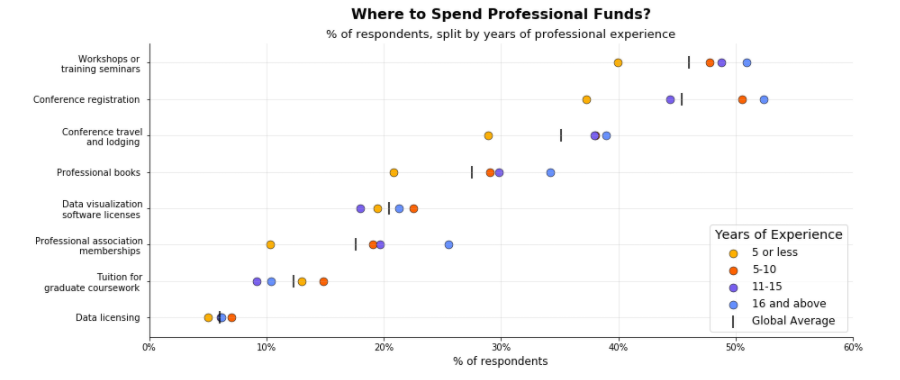 Where to Spend Professional Funds?
% of respondents, split by years of professional experience
Workshops or
training seminars
Conference registration
Conference travel
and lodging
Professional books
Data visualization
software licenses
Professional association
memberships
Tuition for
graduate coursework
Data licensing
Years of Experience
5 or less
5-10
11-15
16 and above
Global Average
0% 10% 20% 30% 40% 50% 60%
% of respondents